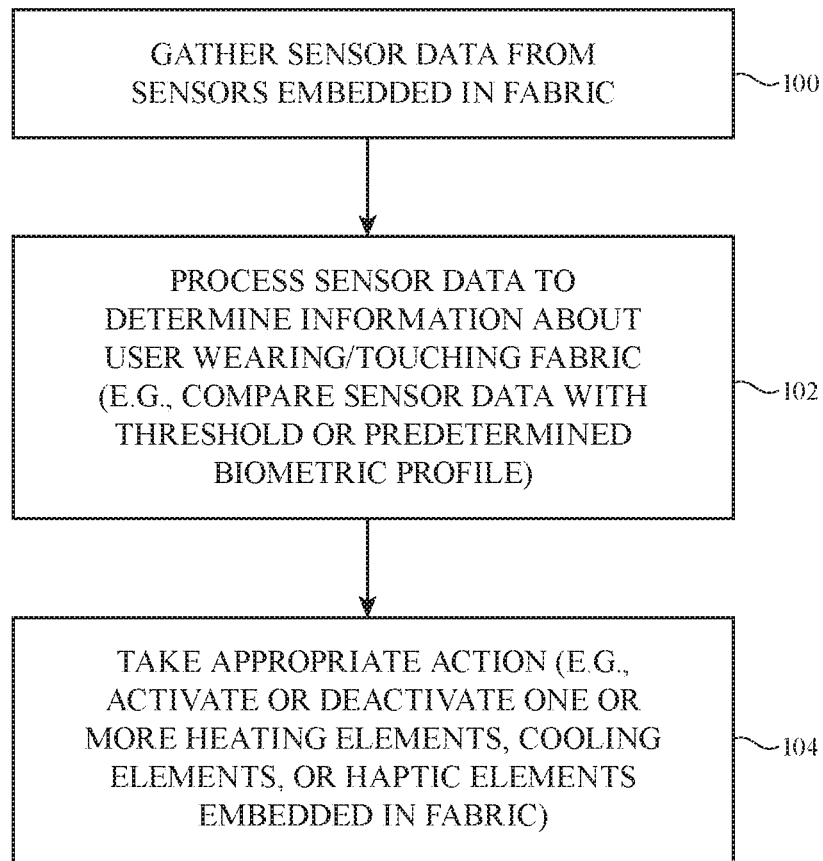 GATHER SENSOR DATA FROM
SENSORS EMBEDDED IN FABRIC
100
PROCESS SENSOR DATA TO
DETERMINE INFORMATION ABOUT
USER WEARING/TOUCHING FABRIC
(E.G., COMPARE SENSOR DATA WITH
THRESHOLD OR PREDETERMINED
BIOMETRIC PROFILE)
102
TAKE APPROPRIATE ACTION (E.G.,
ACTIVATE OR DEACTIVATE ONE OR
MORE HEATING ELEMENTS, COOLING
ELEMENTS, OR HAPTIC ELEMENTS
EMBEDDED IN FABRIC)
104